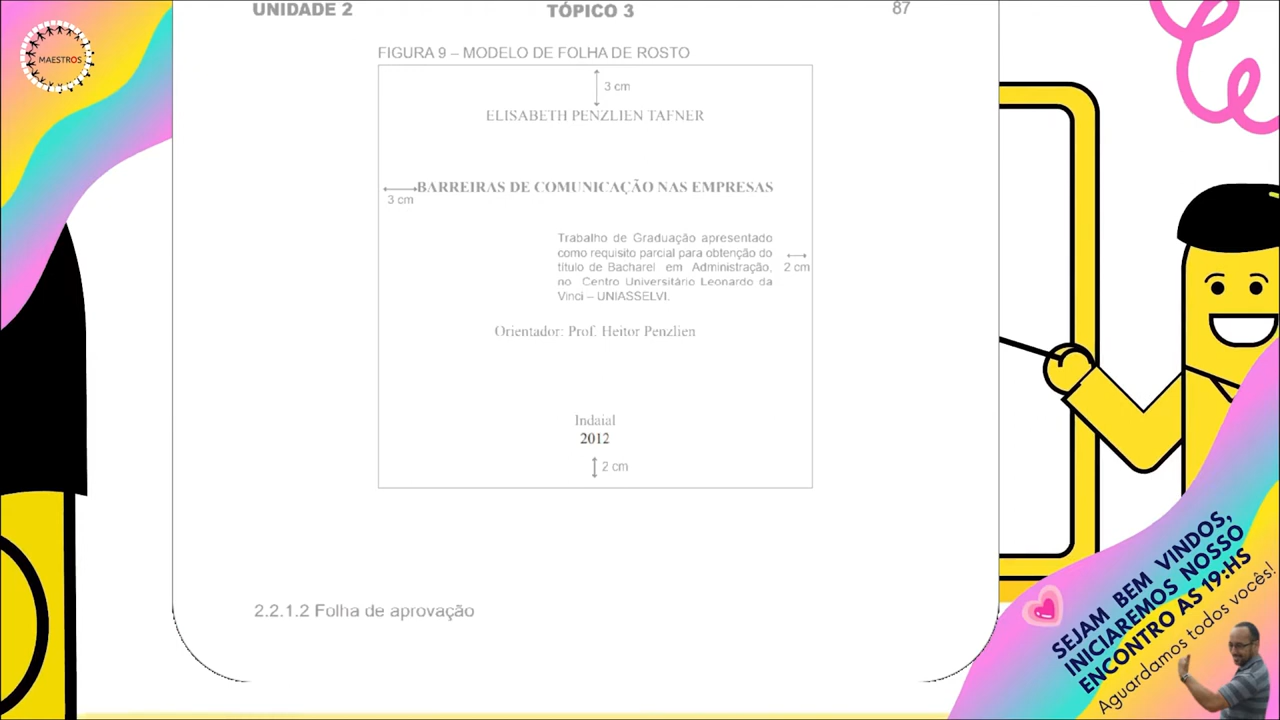 UNIDADE 2 TÓPICO 3 87
MAESTROS
FIGURA 9 – MODELO DE FOLHA DE ROSTO
3 cm
ELISABETH PENZLIEN TAFNER
BARREIRAS DE COMUNICAÇÃO NAS EMPRESAS
3 cm
Trabalho de Graduação apresentado
como requisito parcial para obtenção do
título de Bacharel em Administração,
no Centro Universitário Leonardo da
Vinci – UNIASSELVI.
2 cm
Orientador: Prof. Heitor Penzlien
Indaial
2012
2 cm
2.2.1.2 Folha de aprovação
SEJAM BEM VINDOS,
INICIAREMOS NOSSO
ENCONTRO AS 19:HS
Aguardamos todos vocês!